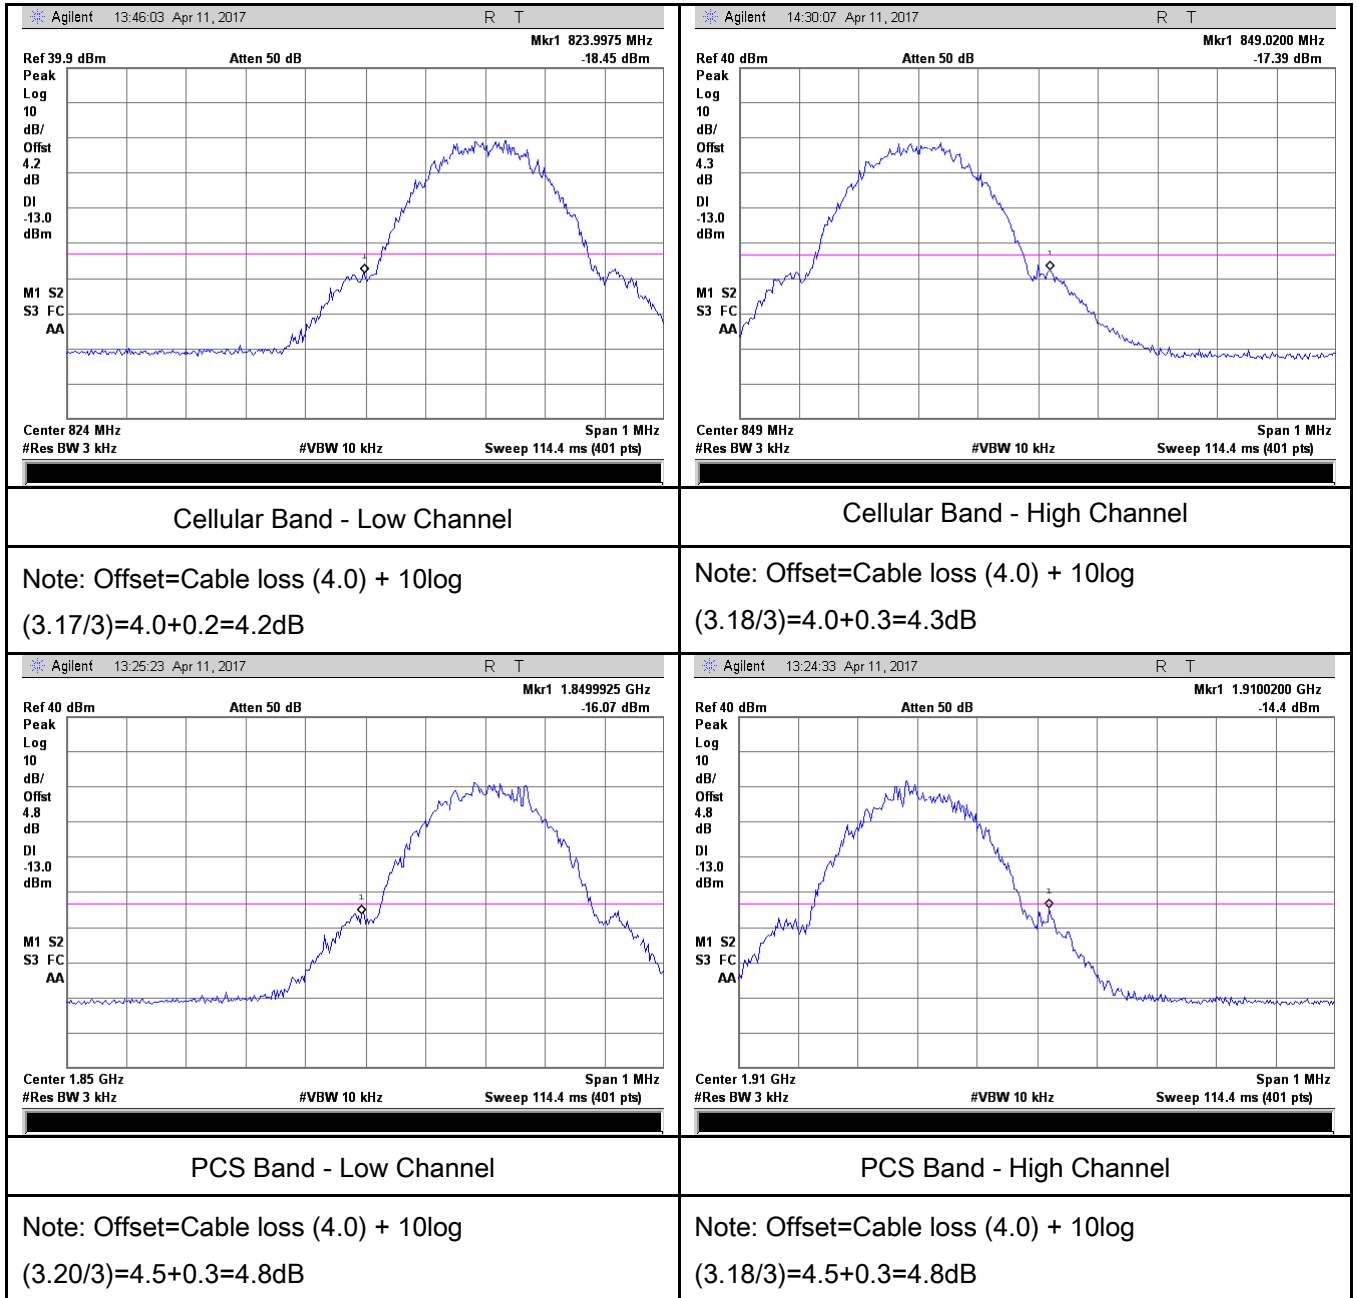 Agilent 13:46:03 Apr 11, 2017 R T
Mkr1 823.9975 MHz
Ref 39.9 dBm Atten 50 dB -18.45 dBm
Peak
Log
10
dB/
Offst
4.2
dB
DI
-13.0
dBm
M1 S2
S3 FC
AA
1
Center 824 MHz Span 1 MHz
#Res BW 3 kHz #VBW 10 kHz Sweep 114.4 ms (401 pts)
Cellular Band - Low Channel
Note: Offset=Cable loss (4.0) + 10log
(3.17/3)=4.0+0.2=4.2dB
Agilent 14:30:07 Apr 11, 2017 R T
Mkr1 849.0200 MHz
Ref 40 dBm Atten 50 dB -17.39 dBm
Peak
Log
10
dB/
Offst
4.3
dB
DI
-13.0
dBm
M1 S2
S3 FC
AA
1
Center 849 MHz Span 1 MHz
#Res BW 3 kHz #VBW 10 kHz Sweep 114.4 ms (401 pts)
Cellular Band - High Channel
Note: Offset=Cable loss (4.0) + 10log
(3.18/3)=4.0+0.3=4.3dB
Agilent 13:25:23 Apr 11, 2017 R T
Mkr1 1.8499925 GHz
Ref 40 dBm Atten 50 dB -16.07 dBm
Peak
Log
10
dB/
Offst
4.8
dB
DI
-13.0
dBm
M1 S2
S3 FC
AA
1
Center 1.85 GHz Span 1 MHz
#Res BW 3 kHz #VBW 10 kHz Sweep 114.4 ms (401 pts)
PCS Band - Low Channel
Note: Offset=Cable loss (4.0) + 10log
(3.20/3)=4.5+0.3=4.8dB
Agilent 13:24:33 Apr 11, 2017 R T
Mkr1 1.9100200 GHz
Ref 40 dBm Atten 50 dB -14.4 dBm
Peak
Log
10
dB/
Offst
4.8
dB
DI
-13.0
dBm
M1 S2
S3 FC
AA
1
Center 1.91 GHz Span 1 MHz
#Res BW 3 kHz #VBW 10 kHz Sweep 114.4 ms (401 pts)
PCS Band - High Channel
Note: Offset=Cable loss (4.0) + 10log
(3.18/3)=4.5+0.3=4.8dB